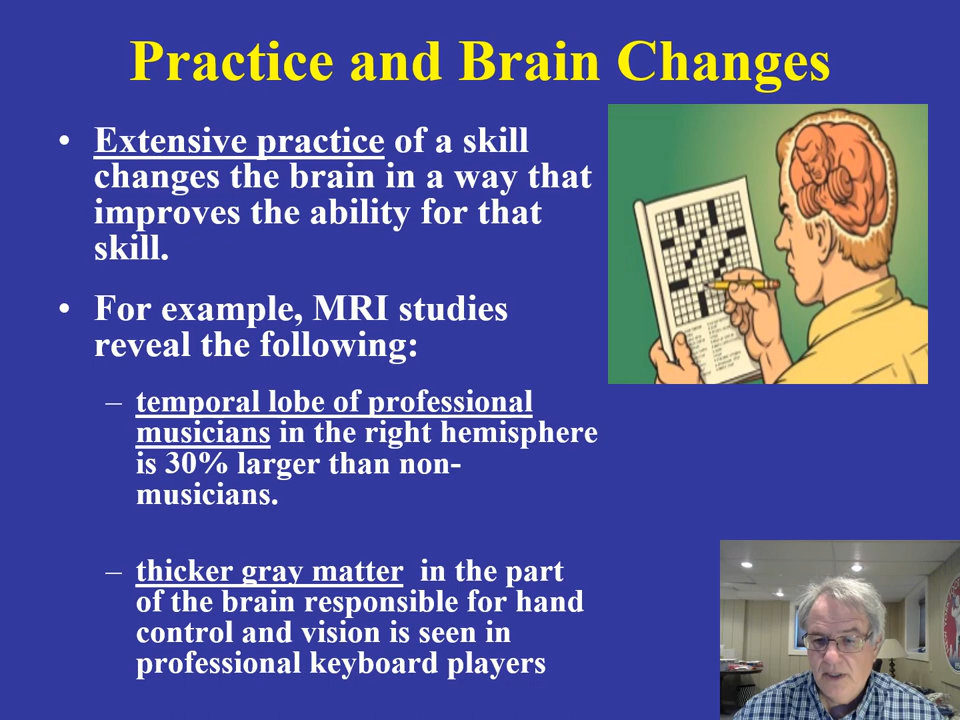 Practice and Brain Changes
• Extensive practice of a skill
changes the brain in a way that
improves the ability for that
skill.
• For example, MRI studies
reveal the following:
– temporal lobe of professional
musicians in the right hemisphere
is 30% larger than non-
musicians.
– thicker gray matter in the part
of the brain responsible for hand
control and vision is seen in
professional keyboard players